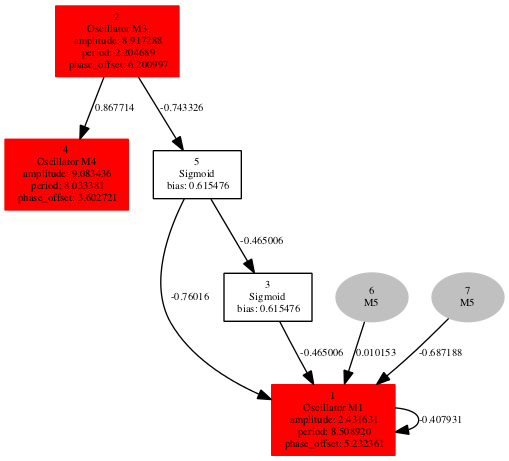 2
Oscillator M3
amplitude: 8.917288
period: 2.204689
phase_offset: 6.200997
0.867714
-0.743326
4
Oscillator M4
amplitude: 9.083436
period: 8.033381
phase_offset: 3.602721
5
Sigmoid
bias: 0.615476
-0.465006
-0.76016
3
Sigmoid
bias: 0.615476
6
M5
7
M5
-0.465006
0.010153
-0.687188
1
Oscillator M1
amplitude: 2.431631
period: 8.508920
phase_offset: 5.232361
-0.407931